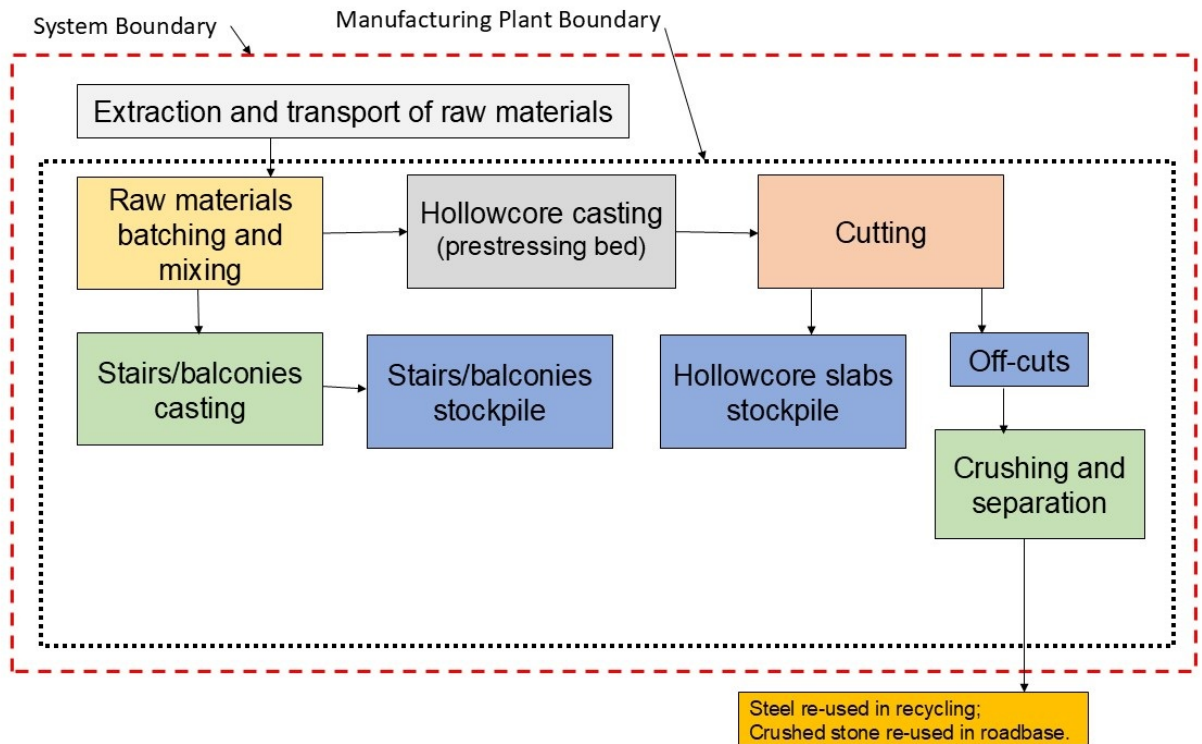 System Boundary
Manufacturing Plant Boundary
Extraction and transport of raw materials
Raw materials
batching and
mixing
Hollowcore casting
(prestressing bed)
Cutting
Stairs/balconies
casting
Stairs/balconies
stockpile
Hollowcore slabs
stockpile
Off-cuts
Crushing and
separation
Steel re-used in recycling;
Crushed stone re-used in roadbase.